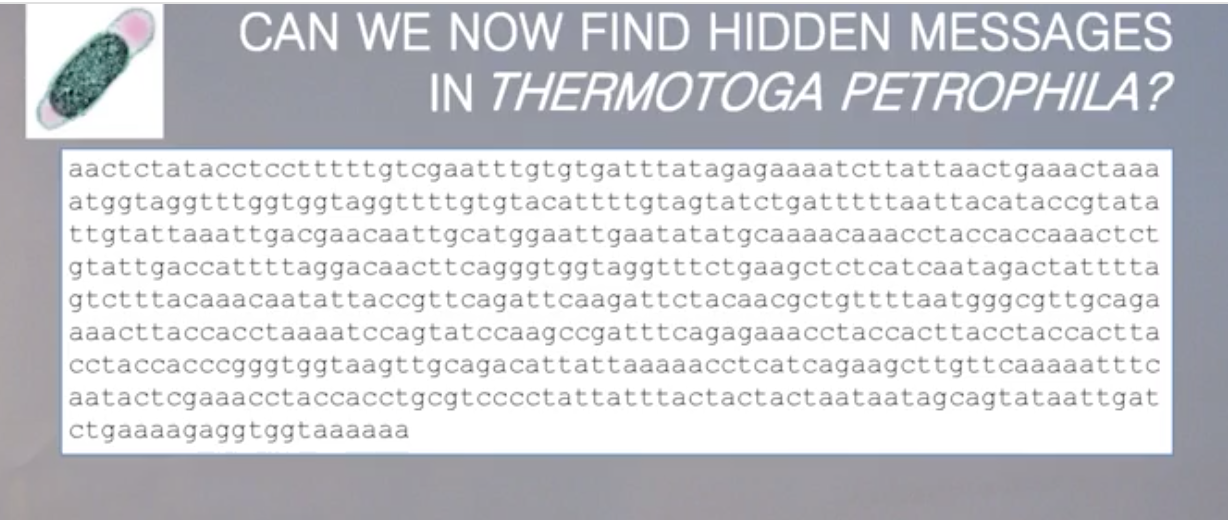 CAN WE NOW FIND HIDDEN MESSAGES
IN THERMOTOGA PETROPHILA?
aactctatacctcctttttgtcgaatttgtgtgatttatagagaaaatcttattaactgaaactaaa
atggtaggtttggtggtaggttttgtgtacattttgtagtatctgatttttaattacataccgtata
ttgtattaaattgacgaacaattgcatggaattgaatatatgcaaaacaaacctaccaccaaactct
gtattgaccattttaggacaacttcagggtggtaggtttctgaagctctcatcaatagactatttta
gtctttacaaacaatattaccgttcagattcaagattctacaacgctgttttaatgggcgttgcaga
aaacttaccacctaaaatccagtatccaagccgatttcagagaaacctaccacttacctaccactta
cctaccacccgggtggtaagttgcagacattattaaaaacctcatcagaagcttgttcaaaaatttc
aatactcgaaacctaccacctgcgtcccctattatttactactactaataatagcagtataattgat
ctgaaaagaggtggtaaaaaa